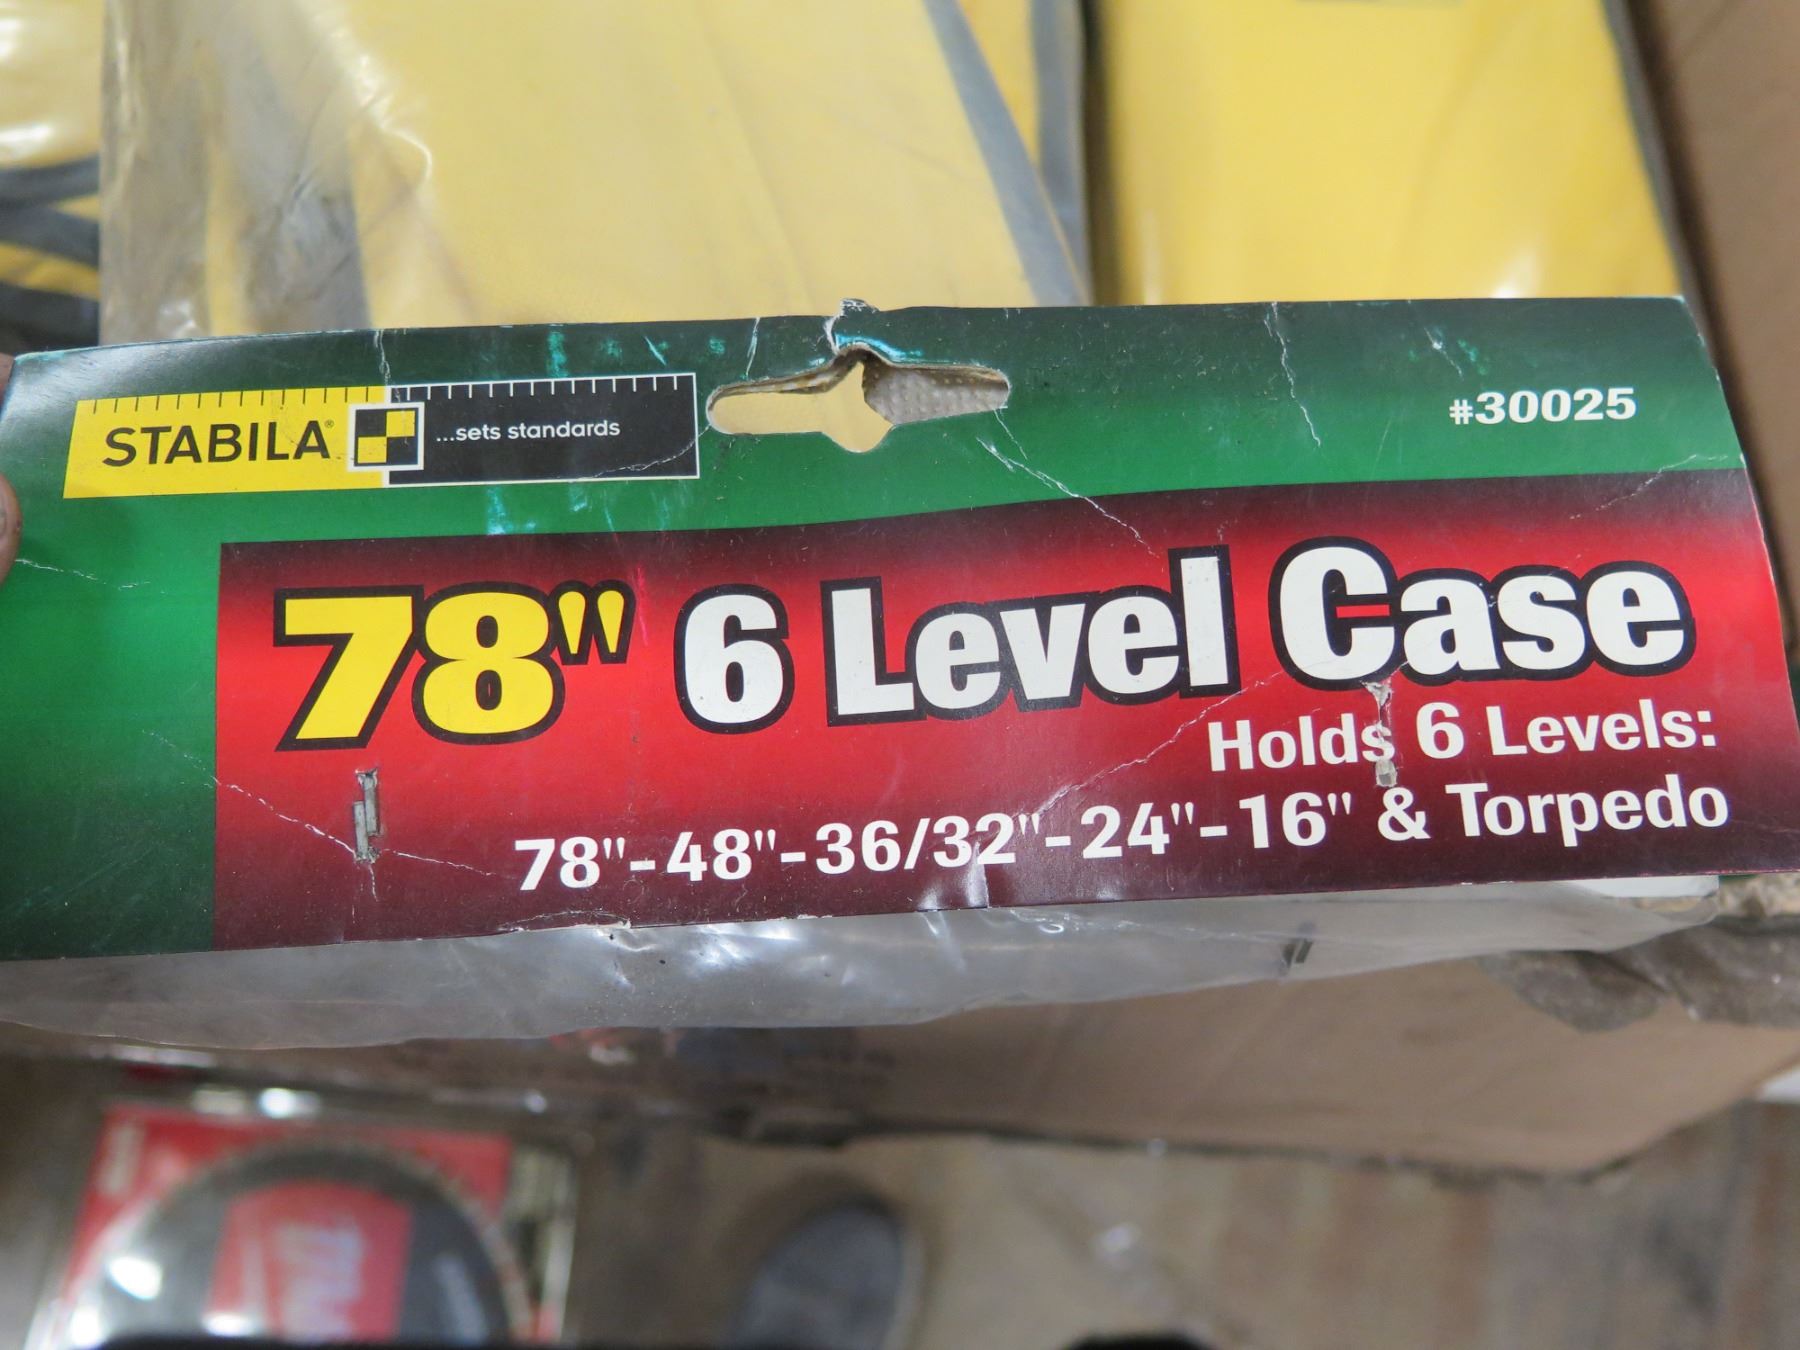 STABILA® ...sets standards
#30025
78" 6 Level Case
Holds 6 Levels:
78"-48"-36/32"-24"-16" & Torpedo